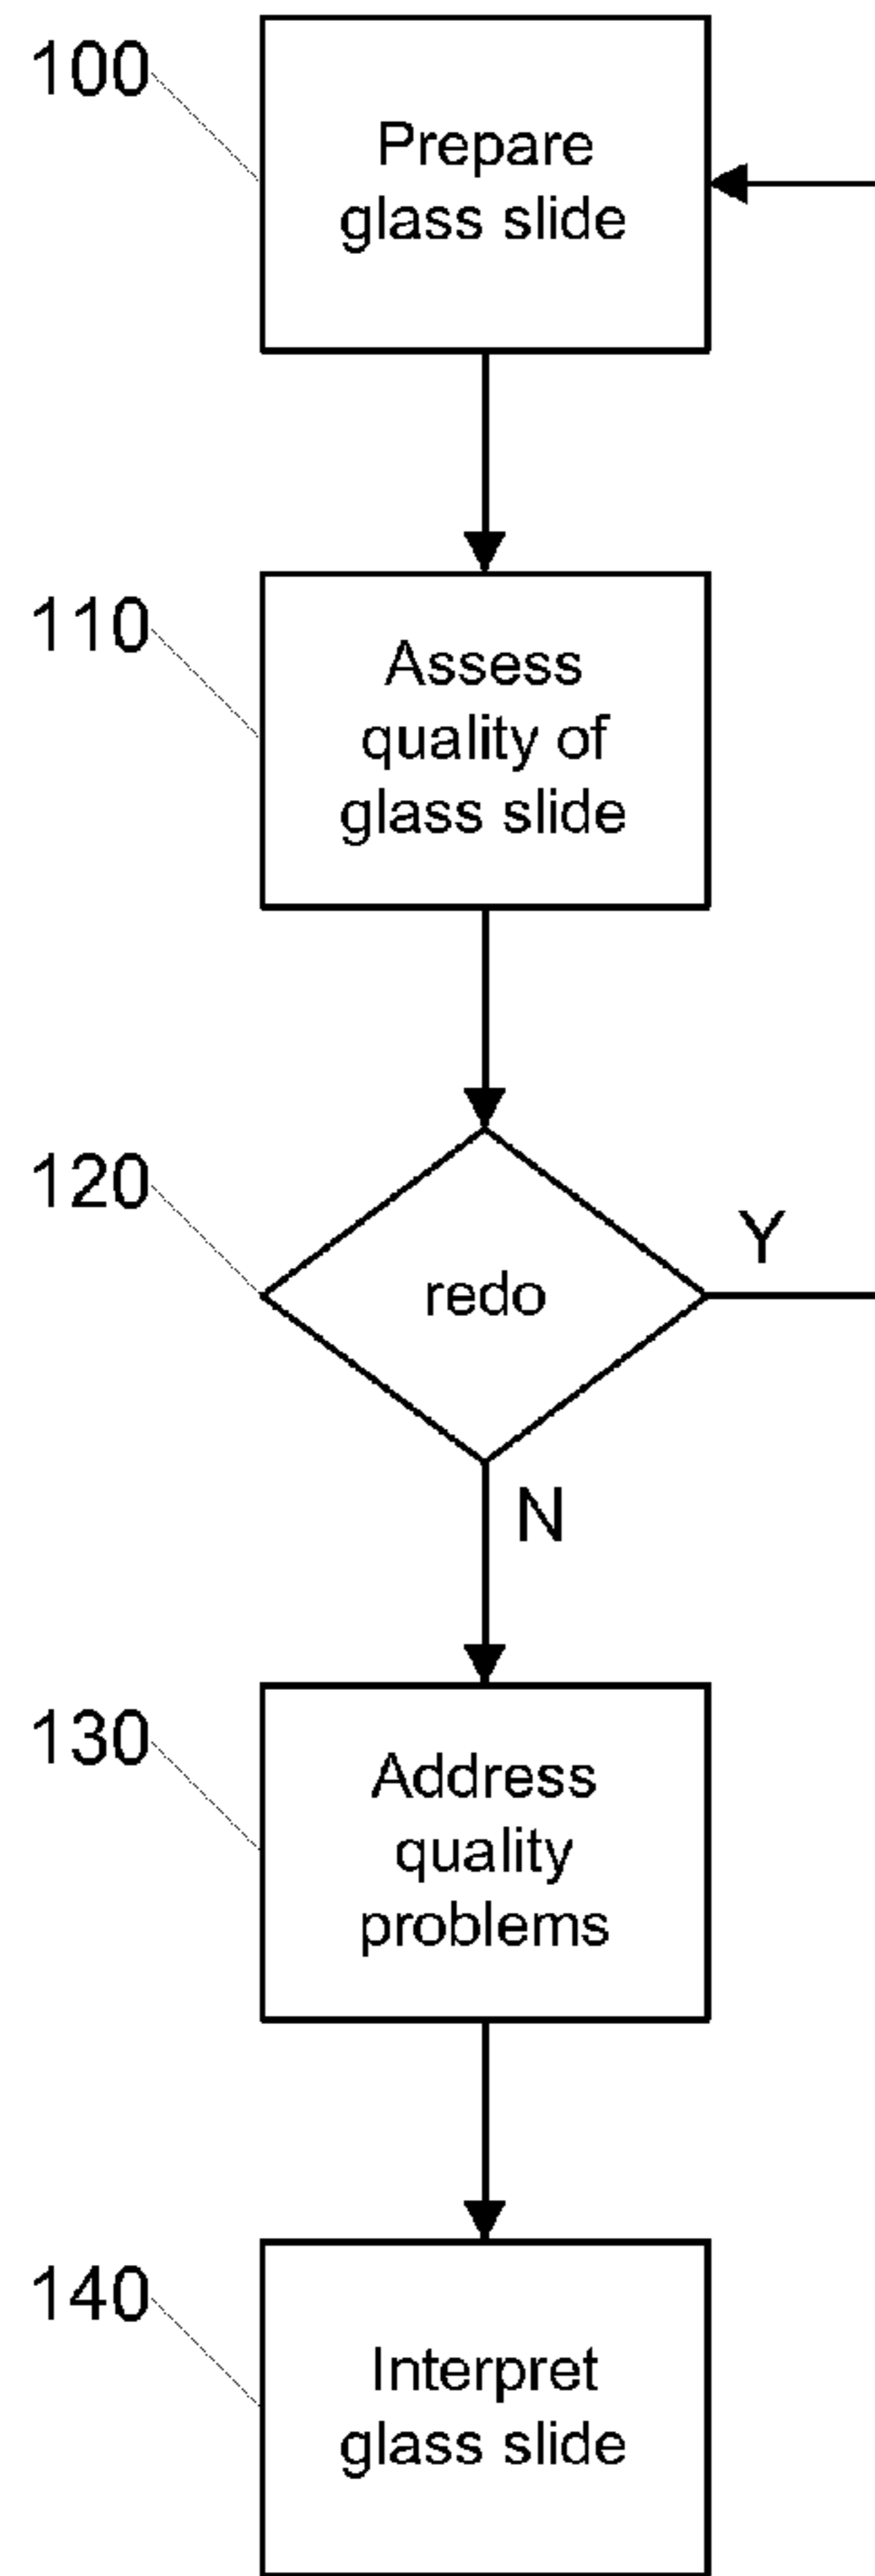 100
Prepare
glass slide
110
Assess
quality of
glass slide
120
redo
Y
N
130
Address
quality
problems
140
Interpret
glass slide